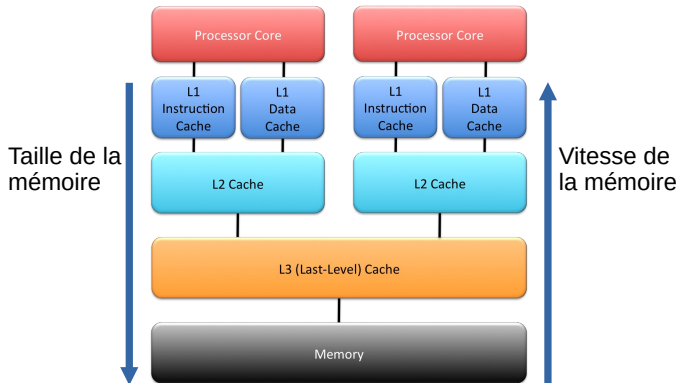 Processor Core
Processor Core
L1
Instruction
Cache
L1
Data
Cache
L1
Instruction
Cache
L1
Data
Cache
Taille de la
mémoire
Vitesse de
la mémoire
L2 Cache
L2 Cache
L3 (Last-Level) Cache
Memory